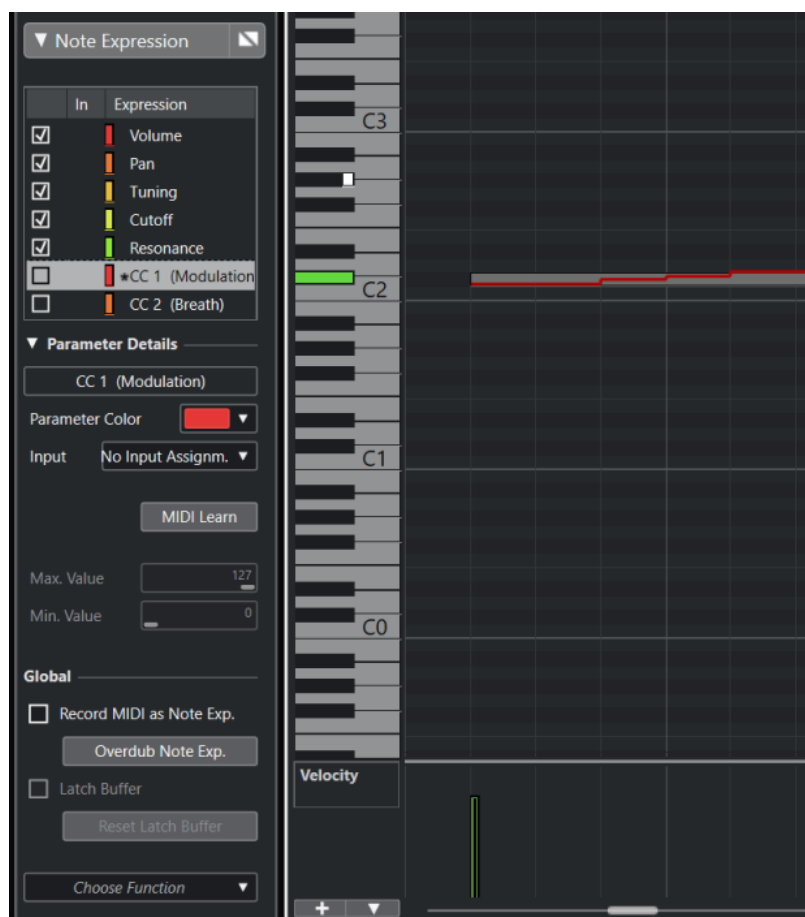 Note Expression
In Expression
Volume
Pan
Tuning
Cutoff
Resonance
★CC 1 (Modulation
CC 2 (Breath)
Parameter Details
CC 1 (Modulation)
Parameter Color
Input No Input Assignm.
MIDI Learn
Max. Value 127
Min. Value 0
Global
Record MIDI as Note Exp.
Overdub Note Exp.
Latch Buffer
Reset Latch Buffer
Choose Function
C3
C2
C1
C0
Velocity